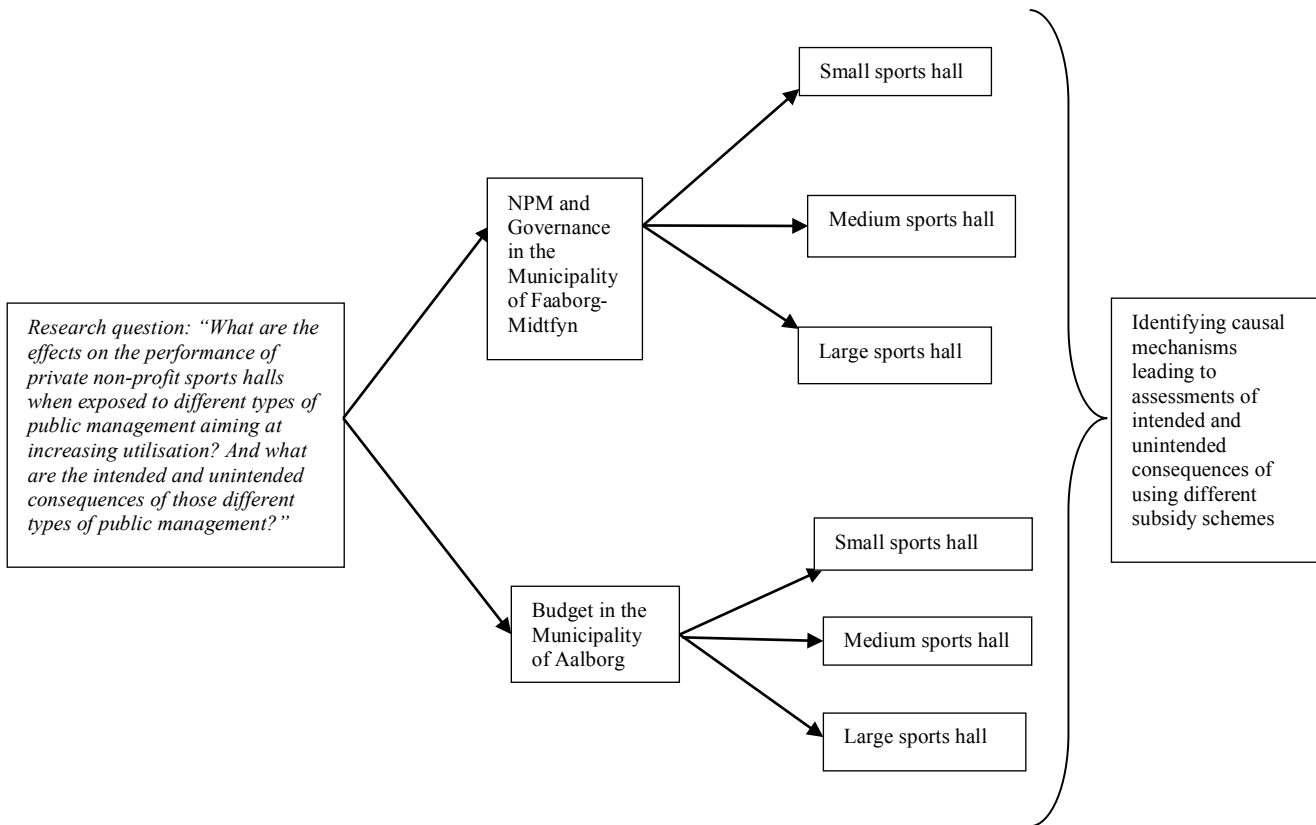 Research question: “What are the
effects on the performance of
private non-profit sports halls
when exposed to different types of
public management aiming at
increasing utilisation? And what
are the intended and unintended
consequences of those different
types of public management?”
NPM and
Governance
in the
Municipality
of Faaborg-
Midtfyn
Small sports hall
Medium sports hall
Large sports hall
Budget in the
Municipality
of Aalborg
Small sports hall
Medium sports hall
Large sports hall
Identifying causal
mechanisms
leading to
assessments of
intended and
unintended
consequences of
using different
subsidy schemes